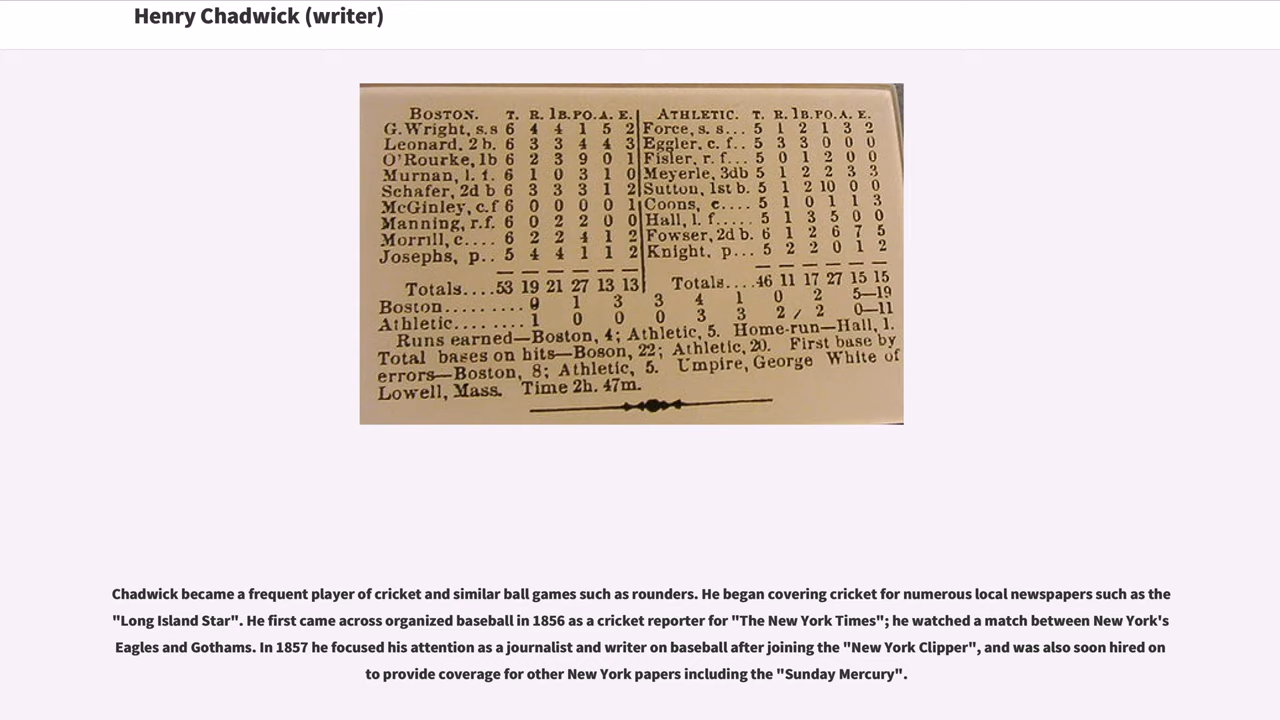 Henry Chadwick (writer)
BOSTON. T. R. 1B. PO. A. E. ATHLETIC. T. R. 1B. PO. A. E.
G. Wright, s.s 6 4 4 1 5 2 Force, s. s... 5 1 2 1 3 2
Leonard, 2 b. 6 3 3 4 4 3 Eggler, c. f.. 5 3 3 0 0 0
O'Rourke, 1b 6 2 3 9 0 1 Fisler, r. f... 5 0 1 2 0 0
Murnan, l. f. 6 1 0 3 1 0 Meyerle, 3db 5 1 2 2 3 3
Schafer, 2d b 6 3 3 3 1 2 Sutton, 1st b. 5 1 2 10 0 0
McGinley, c.f 6 0 0 0 0 1 Coons, c.... 5 1 0 1 1 3
Manning, r.f. 6 0 2 2 0 0 Hall, l. f..... 5 1 3 5 0 0
Morrill, c.... 6 2 2 4 1 2 Fowser, 2d b. 6 1 2 6 7 5
Josephs, p.. 5 4 4 1 1 2 Knight, p... 5 2 2 0 1 2
Totals....53 19 21 27 13 13 Totals....46 11 17 27 15 15
Boston......... 0 1 3 3 4 1 0 2 5—19
Athletic........ 1 0 0 0 3 3 2 2 0—11
Runs earned—Boston, 4; Athletic, 5. Home-run—Hall, 1.
Total bases on hits—Boson, 22; Athletic, 20. First base by
errors—Boston, 8; Athletic, 5. Umpire, George White of
Lowell, Mass. Time 2h. 47m.
Chadwick became a frequent player of cricket and similar ball games such as rounders. He began covering cricket for numerous local newspapers such as the
"Long Island Star". He first came across organized baseball in 1856 as a cricket reporter for "The New York Times"; he watched a match between New York's
Eagles and Gothams. In 1857 he focused his attention as a journalist and writer on baseball after joining the "New York Clipper", and was also soon hired on
to provide coverage for other New York papers including the "Sunday Mercury".